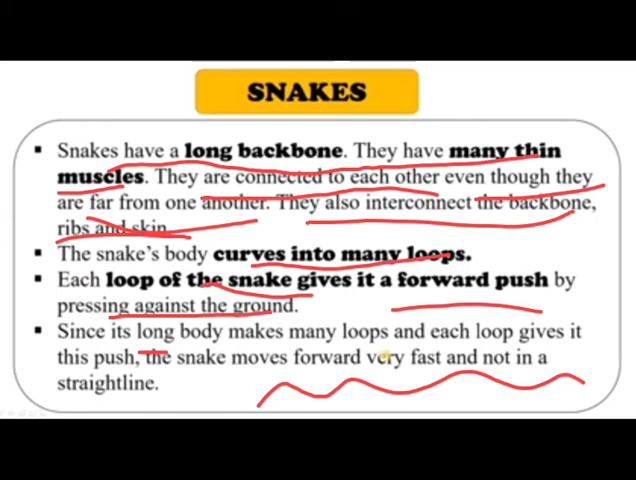 SNAKES
▪ Snakes have a long backbone. They have many thin
muscles. They are connected to each other even though they
are far from one another. They also interconnect the backbone,
ribs and skin.
▪ The snake's body curves into many loops.
▪ Each loop of the snake gives it a forward push by
pressing against the ground.
▪ Since its long body makes many loops and each loop gives it
this push, the snake moves forward very fast and not in a
straightline.